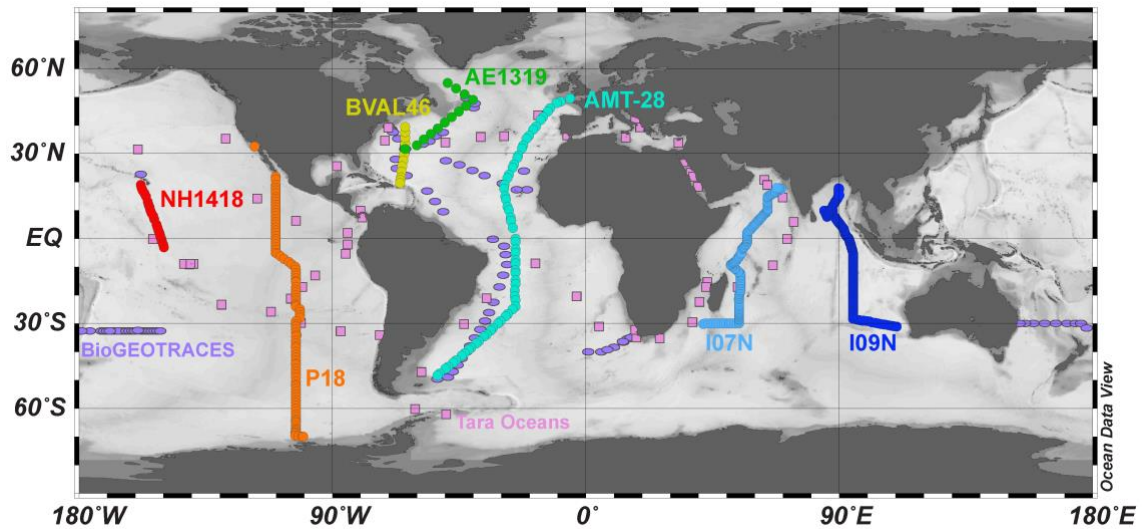 60°N
AE1319
BVAL46
AMT-28
30°N
NH1418
EQ
30°S
BioGEOTRACES
I07N
I09N
P18
60°S
Tara Oceans
Ocean Data View
180°W
90°W
0°
90°E
180°E